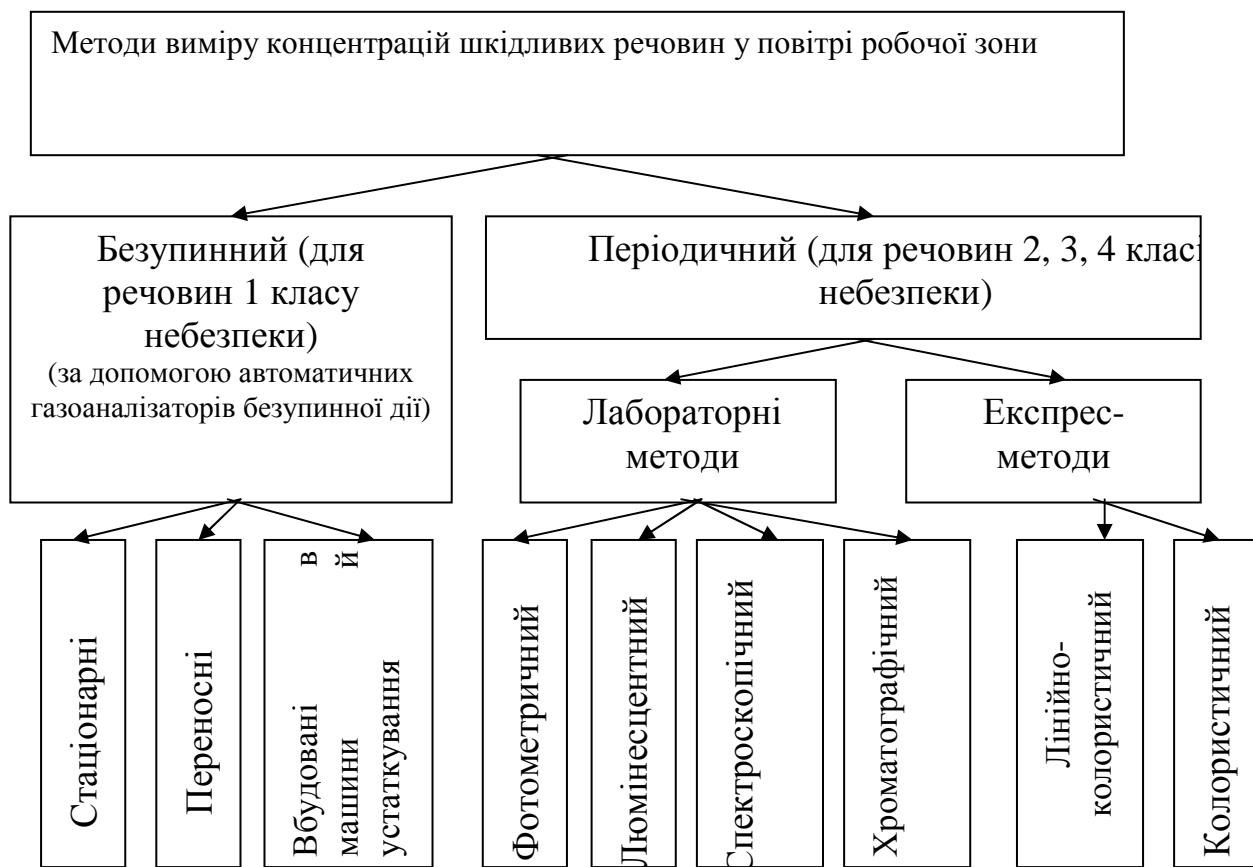 Методи виміру концентрацій шкідливих речовин у повітрі робочої зони
Безупинний (для
речовин 1 класу
небезпеки)
(за допомогою автоматичних
газоаналізаторів безупинної дії)
Періодичний (для речовин 2, 3, 4 класі
небезпеки)
Лабораторні
методи
Експрес-
методи
Стаціонарні
Переносні
Вбудовані в
машини й
устаткування
Фотометричний
Люмінесцентний
Спектроскопічний
Хроматографічний
Лінійно-
колористичний
Колористичний